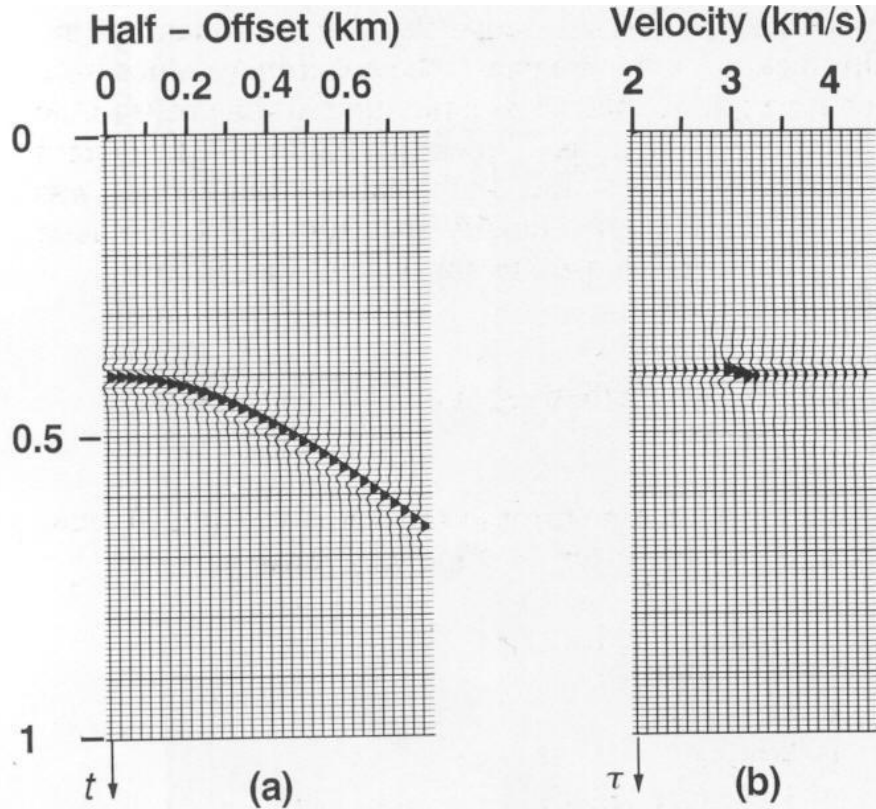 Half – Offset (km)
0 0.2 0.4 0.6
0
0.5
1
t
(a)
Velocity (km/s)
2 3 4
τ
(b)